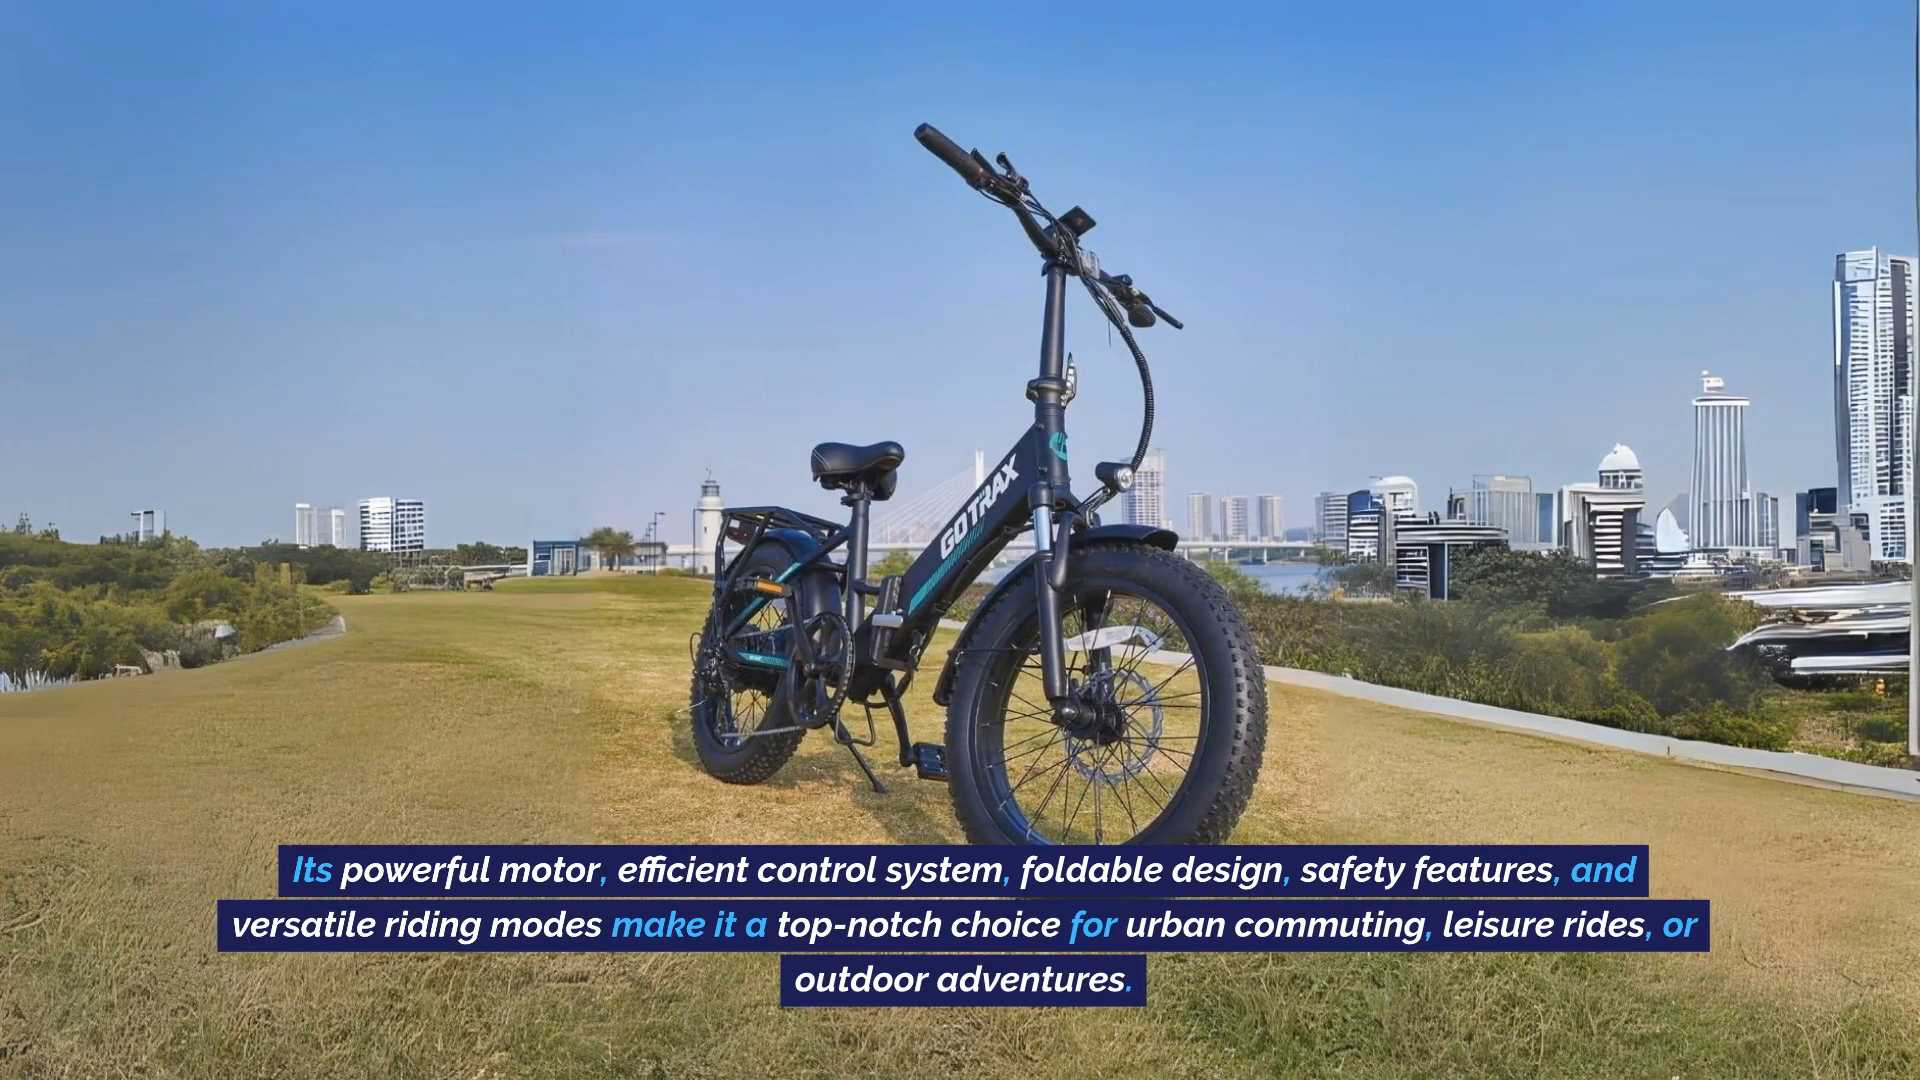 GOTRAX
Its powerful motor, efficient control system, foldable design, safety features, and
versatile riding modes make it a top-notch choice for urban commuting, leisure rides, or
outdoor adventures.